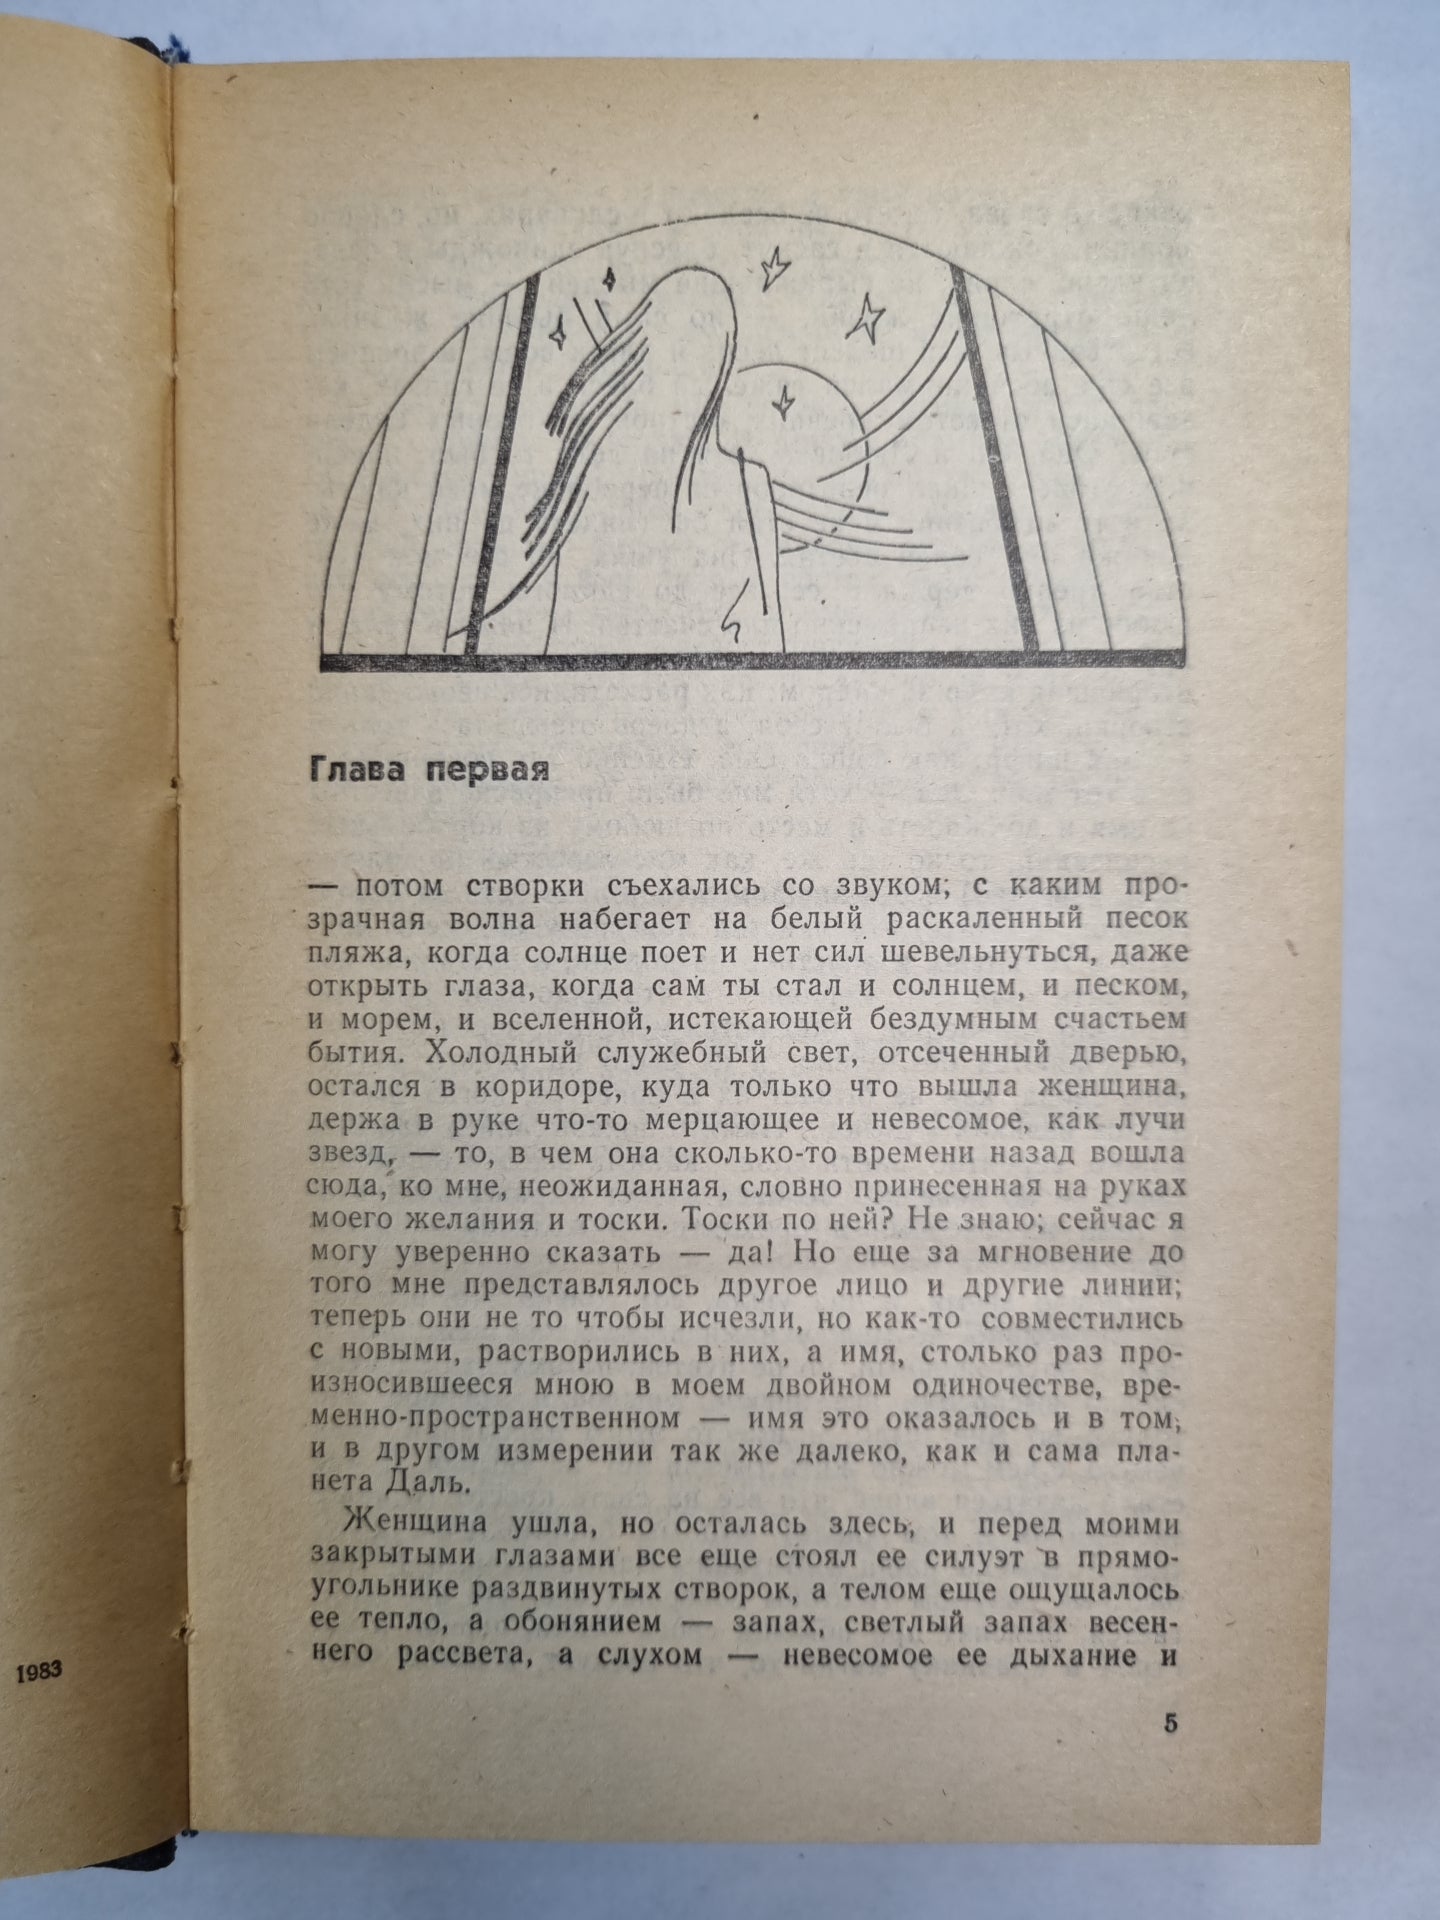 1983
Глава первая
— потом створки съехались со звуком; с каким про-
зрачная волна набегает на белый раскаленный песок
пляжа, когда солнце поет и нет сил шевельнуться, даже
открыть глаза, когда сам ты стал и солнцем, и песком,
и морем, и вселенной, истекающей бездумным счастьем
бытия. Холодный служебный свет, отсеченный дверью,
остался в коридоре, куда только что вышла женщина,
держа в руке что-то мерцающее и невесомое, как лучи
звезд, — то, в чем она сколько-то времени назад вошла
сюда, ко мне, неожиданная, словно принесенная на руках
моего желания и тоски. Тоски по ней? Не знаю; сейчас я
могу уверенно сказать — да! Но еще за мгновение до
того мне представлялось другое лицо и другие линии;
теперь они не то чтобы исчезли, но как-то совместились
с новыми, растворились в них, а имя, столько раз про-
износившееся мною в моем двойном одиночестве, вре-
менно-пространственном — имя это оказалось и в том,
и в другом измерении так же далеко, как и сама пла-
нета Даль.
Женщина ушла, но осталась здесь, и перед моими
закрытыми глазами все еще стоял ее силуэт в прямо-
угольнике раздвинутых створок, а телом еще ощущалось
ее тепло, а обонянием — запах, светлый запах весен-
него рассвета, а слухом — невесомое ее дыхание и
5